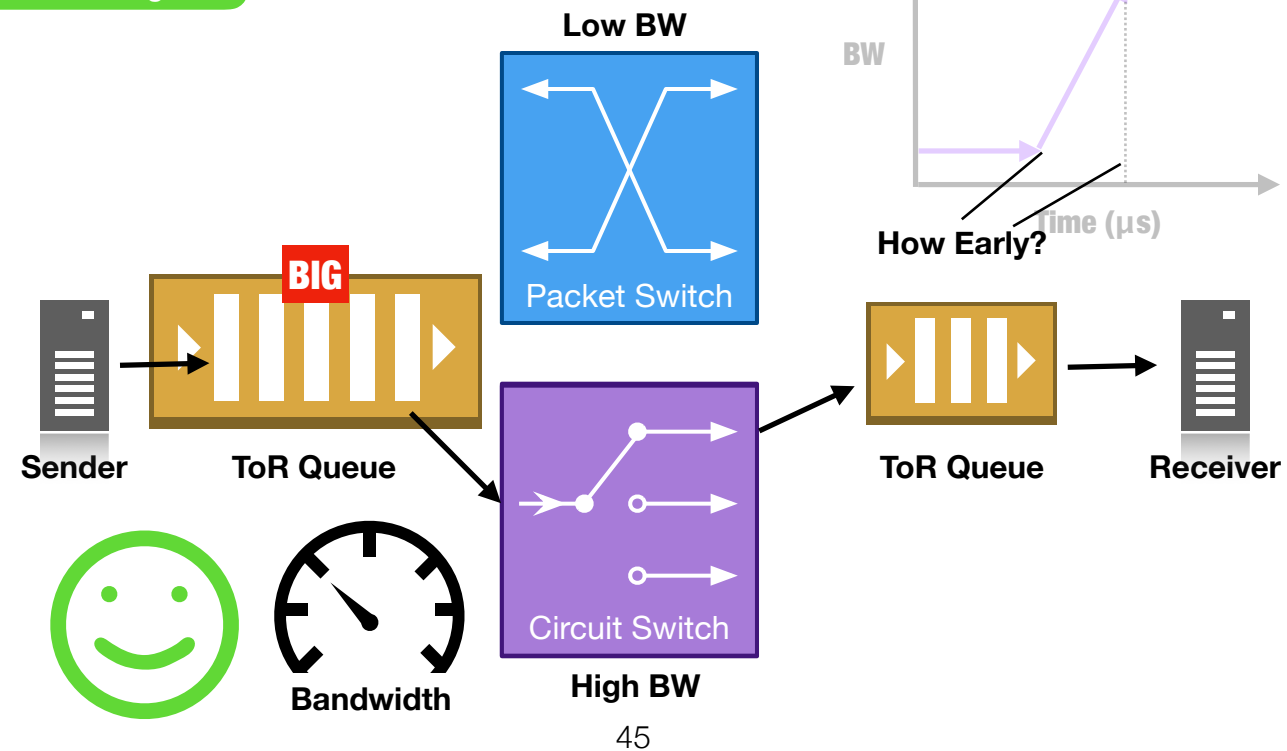 Low BW
BW
Time (µs)
How Early?
BIG
Packet Switch
Sender
ToR Queue
ToR Queue
Receiver
Circuit Switch
Bandwidth
High BW
45